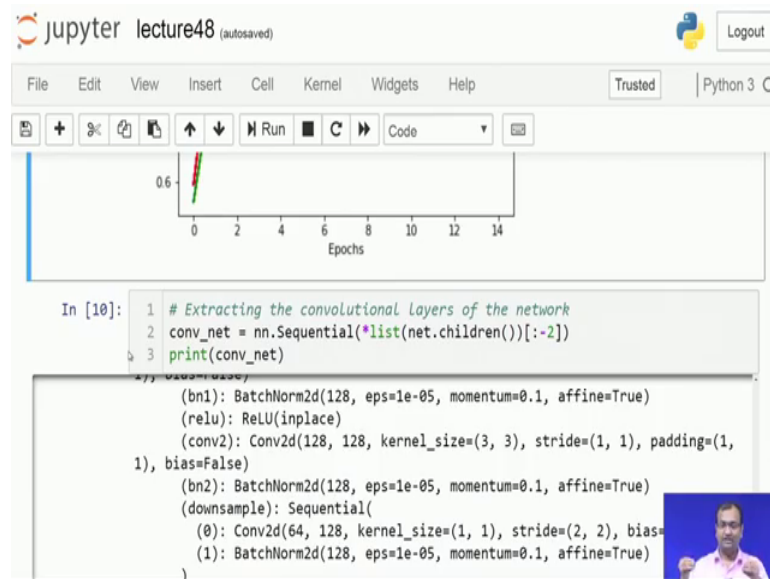 jupyter lecture48 (autosaved)
Logout
File Edit View Insert Cell Kernel Widgets Help Trusted Python 3
Run Code
0.6
0 2 4 6 8 10 12 14
Epochs
In [10]: 1 # Extracting the convolutional layers of the network
2 conv_net = nn.Sequential(*list(net.children())[:-2])
3 print(conv_net)
1), bias=False)
(bn1): BatchNorm2d(128, eps=1e-05, momentum=0.1, affine=True)
(relu): ReLU(inplace)
(conv2): Conv2d(128, 128, kernel_size=(3, 3), stride=(1, 1), padding=(1,
1), bias=False)
(bn2): BatchNorm2d(128, eps=1e-05, momentum=0.1, affine=True)
(downsample): Sequential(
(0): Conv2d(64, 128, kernel_size=(1, 1), stride=(2, 2), bias=
(1): BatchNorm2d(128, eps=1e-05, momentum=0.1, affine=True)
)